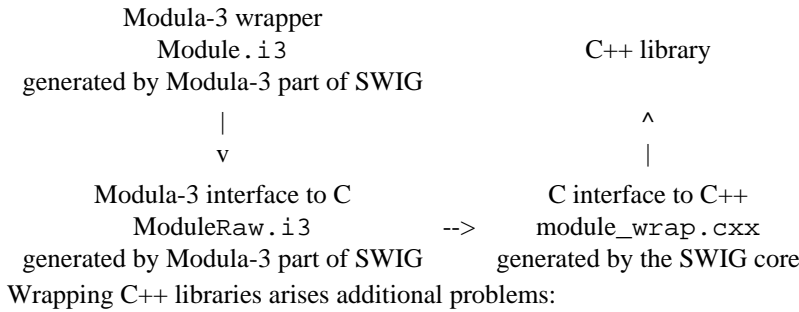 Modula-3 wrapper
Module.i3 C++ library
generated by Modula-3 part of SWIG
| ^
v |
Modula-3 interface to C C interface to C++
ModuleRaw.i3 --> module_wrap.cxx
generated by Modula-3 part of SWIG generated by the SWIG core
Wrapping C++ libraries arises additional problems: